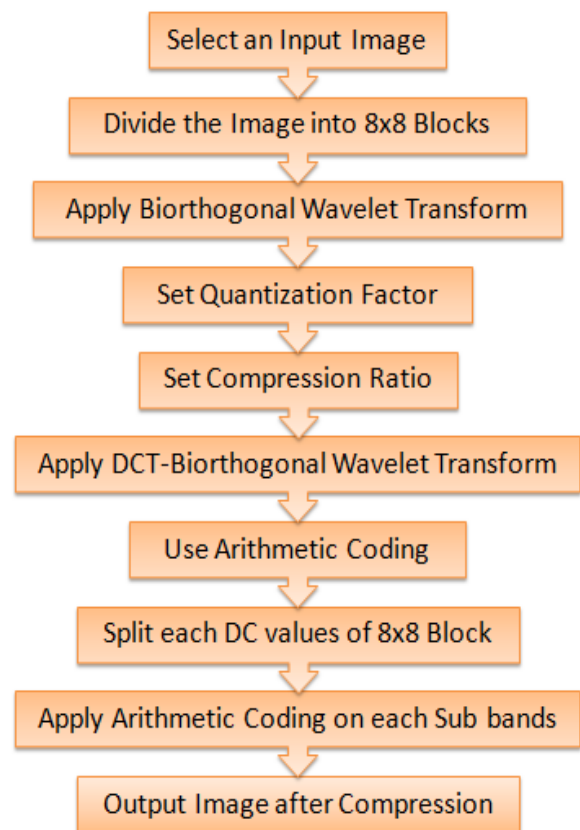 Select an Input Image
Divide the Image into 8x8 Blocks
Apply Biorthogonal Wavelet Transform
Set Quantization Factor
Set Compression Ratio
Apply DCT-Biorthogonal Wavelet Transform
Use Arithmetic Coding
Split each DC values of 8x8 Block
Apply Arithmetic Coding on each Sub bands
Output Image after Compression